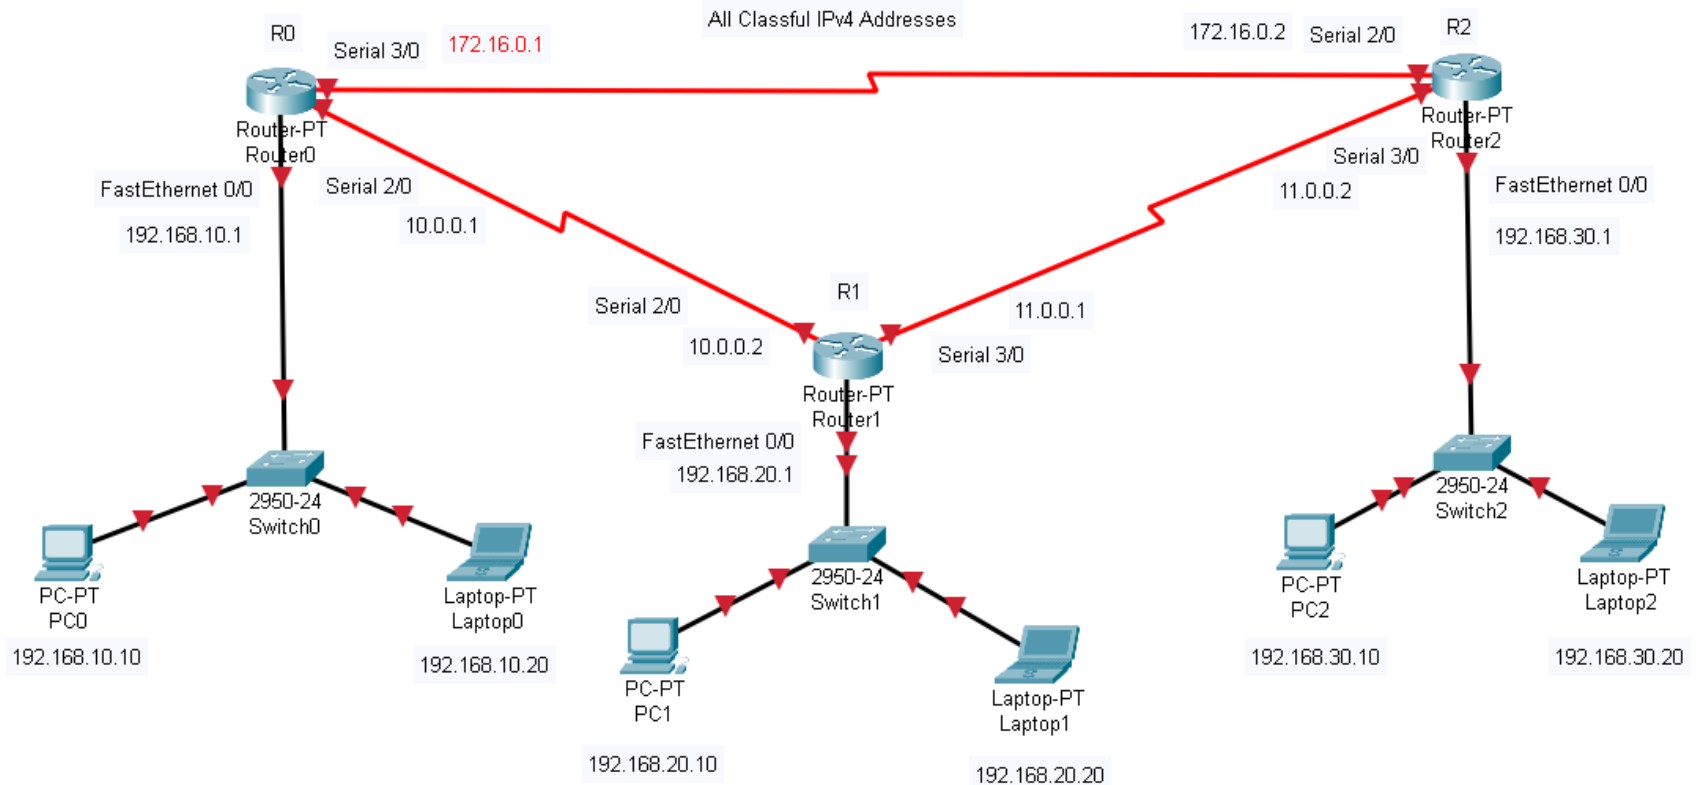 All Classful IPv4 Addresses
R0
Serial 3/0
172.16.0.1
172.16.0.2
Serial 2/0
R2
Router-PT
Router0
Router-PT
Router2
FastEthernet 0/0
192.168.10.1
Serial 2/0
10.0.0.1
Serial 3/0
11.0.0.2
FastEthernet 0/0
192.168.30.1
R1
Serial 2/0
10.0.0.2
11.0.0.1
Serial 3/0
Router-PT
Router1
FastEthernet 0/0
192.168.20.1
2950-24
Switch0
2950-24
Switch1
2950-24
Switch2
PC-PT
PC0
192.168.10.10
Laptop-PT
Laptop0
192.168.10.20
PC-PT
PC1
192.168.20.10
Laptop-PT
Laptop1
192.168.20.20
PC-PT
PC2
192.168.30.10
Laptop-PT
Laptop2
192.168.30.20